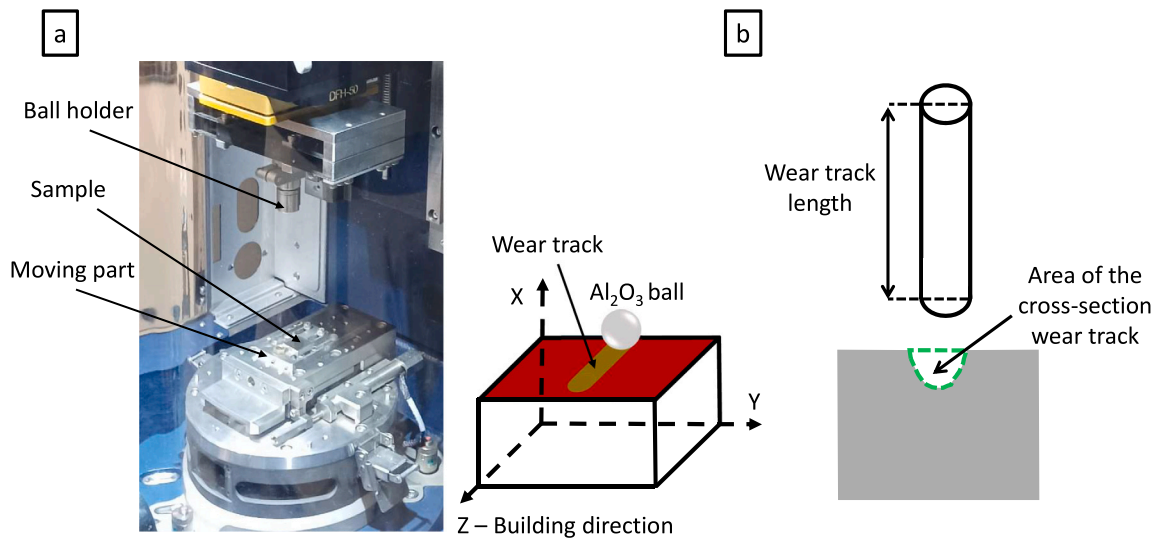 a
Ball holder
Sample
Moving part
DFH-50
Wear track
Al₂O₃ ball
X
Y
Z – Building direction
b
Wear track
length
Area of the
cross-section
wear track